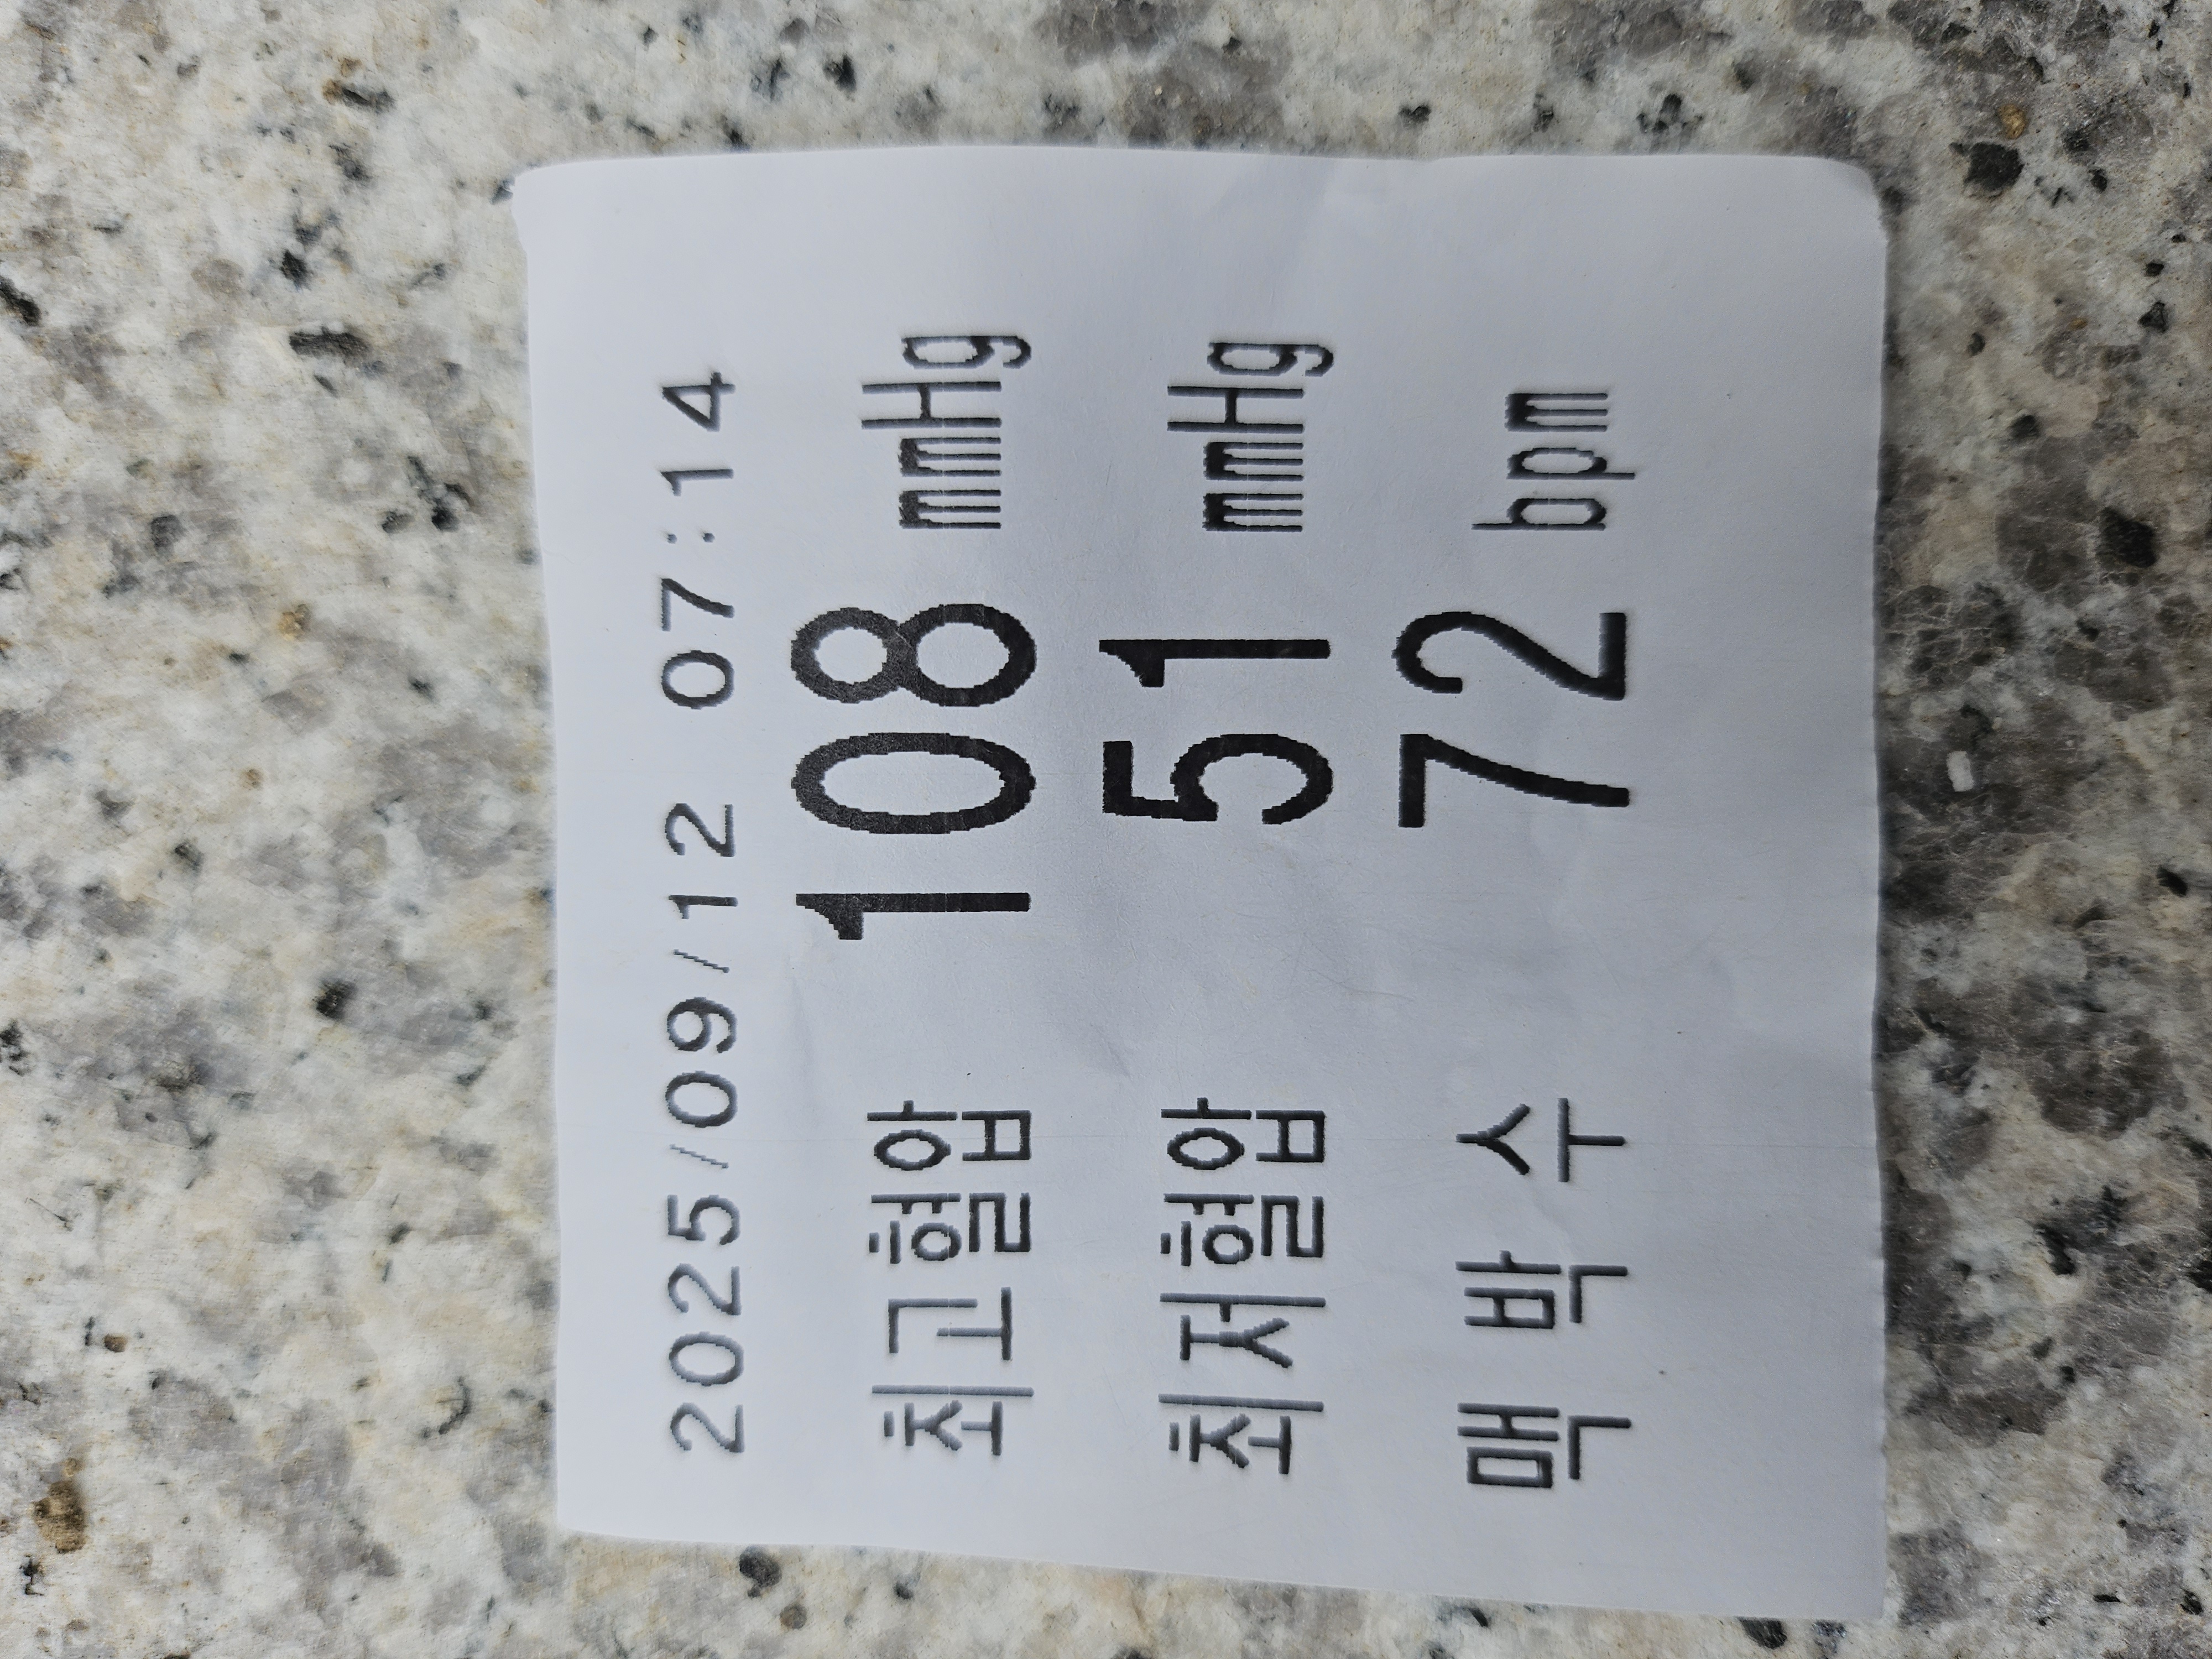 2025/09/12 07:14
최고혈압 108 mmHg
최저혈압 51 mmHg
맥 박 수 72 bpm